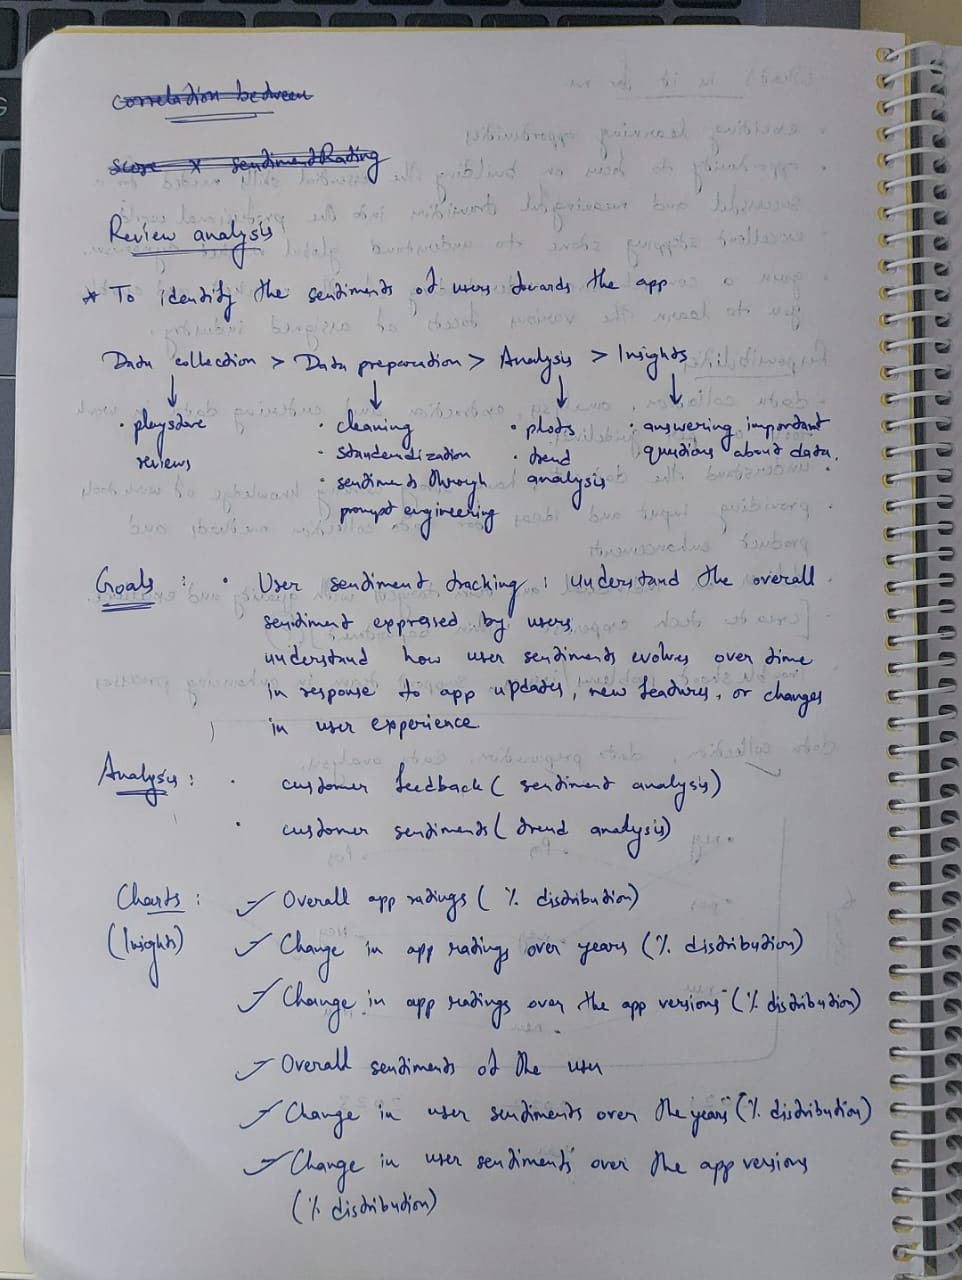 correlation between
score x sentimentRating
Review analysis
* To identify the sentiments of users towards the app
Data collection > Data preparation > Analysis > Insights
• playstore reviews
• cleaning
• standardization
• sentiments through prompt engineering
• plots
• trend analysis
• answering important questions about data.
Goals : • User sentiment tracking : understand the overall
sentiment expressed by users,
understand how user sentiments evolves over time
in response to app updates, new features, or changes
in user experience
Analysis : • customer feedback ( sentiment analysis)
• customer sentiments ( trend analysis)
Charts : ✓ Overall app ratings ( % distribution)
(Insights) ✓ Change in app ratings over years (% distribution)
✓ Change in app ratings over the app versions (% distribution)
✓ Overall sentiments of the user
✓ Change in user sentiments over the years (% distribution)
✓ Change in user sentiments over the app versions
(% distribution)